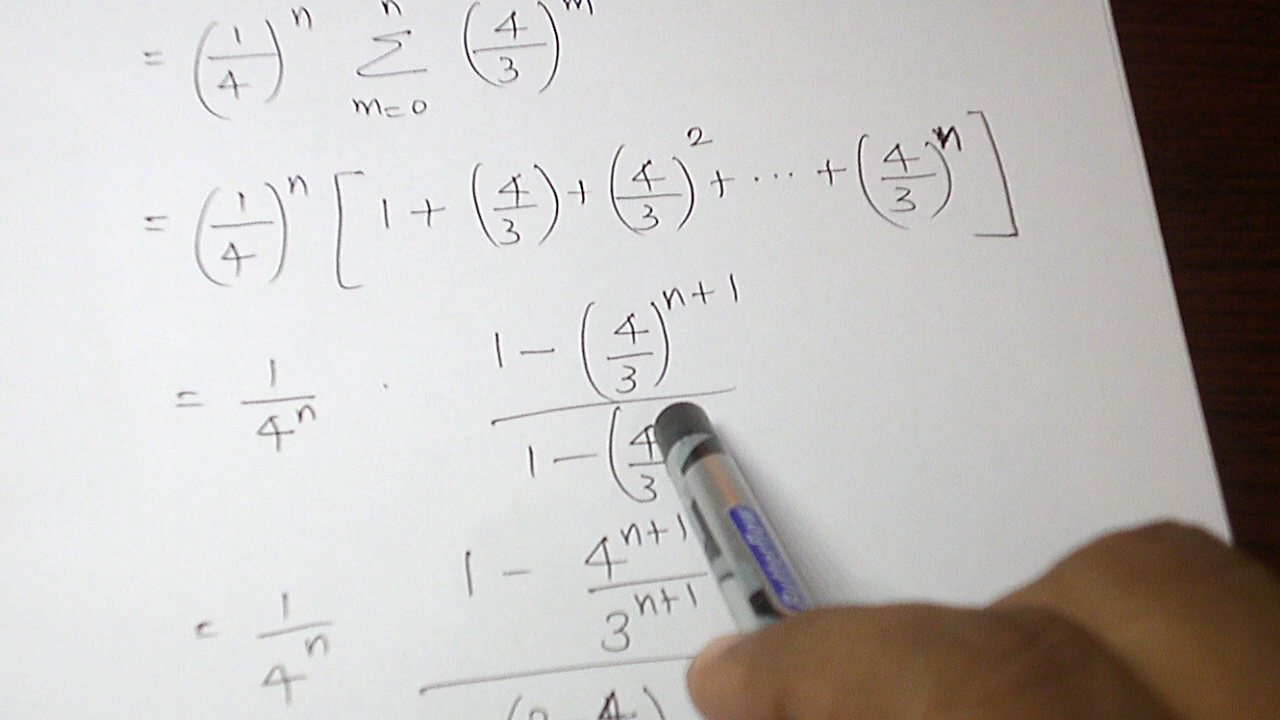 = (1/4)^n Σ_{m=0}^{n} (4/3)^m
= (1/4)^n [1 + (4/3) + (4/3)^2 + ... + (4/3)^n]
= 1/4^n · (1 - (4/3)^{n+1}) / (1 - (4/3
= 1/4^n (1 - 4^{n+1}/3^{n+1}) /